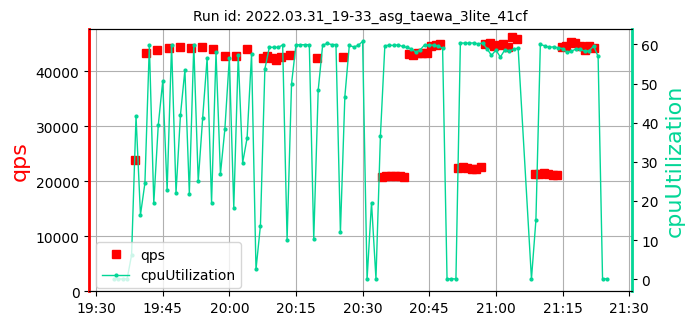 Run id: 2022.03.31_19-33_asg_taewa_3lite_41cf
qps
40000
30000
20000
10000
0
cpuUtilization
60
50
40
30
20
10
0
qps
cpuUtilization
19:30 19:45 20:00 20:15 20:30 20:45 21:00 21:15 21:30